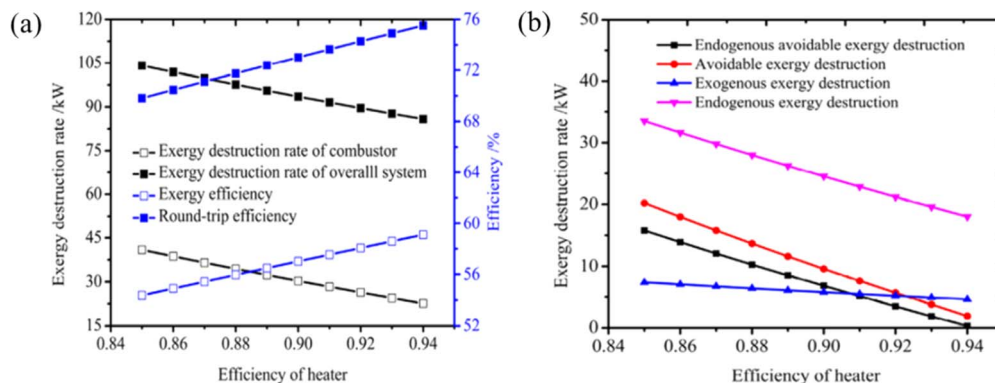 (a)
Exergy destruction rate /kW
120
105
90
75
60
45
30
15
Exergy destruction rate of combustor
Exergy destruction rate of overalll system
Exergy efficiency
Round-trip efficiency
76
72
68
64
60
56
52
Efficiency /%
0.84 0.86 0.88 0.90 0.92 0.94
Efficiency of heater
(b)
Exergy destruction rate /kW
50
40
30
20
10
0
Endogenous avoidable exergy destruction
Avoidable exergy destruction
Exogenous exergy destruction
Endogenous exergy destruction
0.84 0.86 0.88 0.90 0.92 0.94
Efficiency of heater